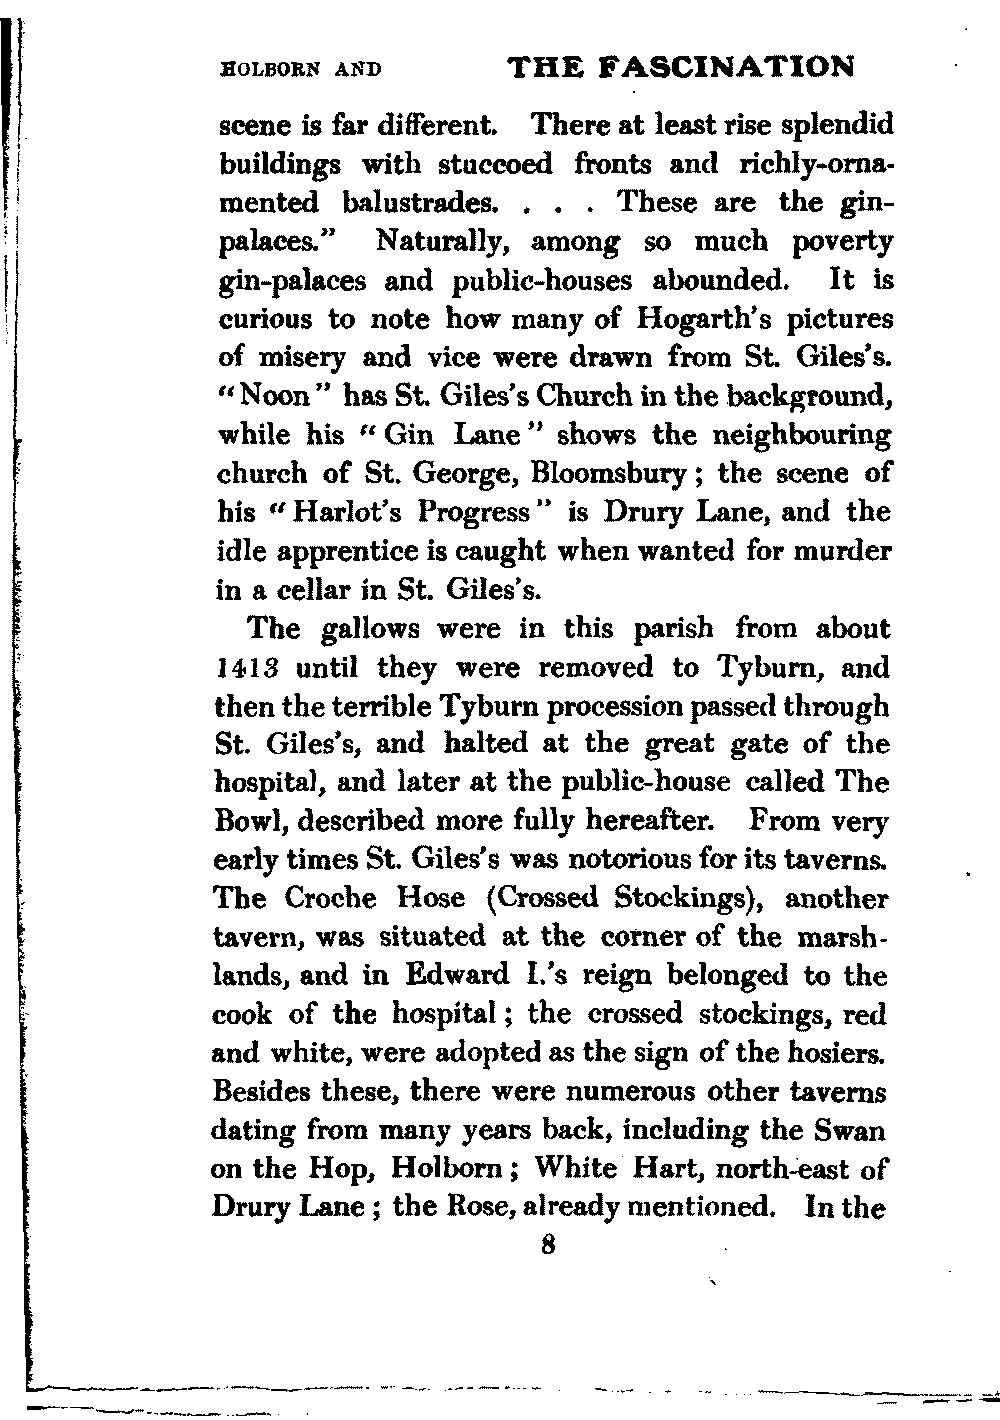 HOLBORN AND THE FASCINATION
scene is far different. There at least rise splendid
buildings with stuccoed fronts and richly-orna-
mented balustrades. . . . These are the gin-
palaces.” Naturally, among so much poverty
gin-palaces and public-houses abounded. It is
curious to note how many of Hogarth's pictures
of misery and vice were drawn from St. Giles's.
“Noon” has St. Giles's Church in the background,
while his “Gin Lane” shows the neighbouring
church of St. George, Bloomsbury; the scene of
his “Harlot's Progress” is Drury Lane, and the
idle apprentice is caught when wanted for murder
in a cellar in St. Giles's.
The gallows were in this parish from about
1413 until they were removed to Tyburn, and
then the terrible Tyburn procession passed through
St. Giles's, and halted at the great gate of the
hospital, and later at the public-house called The
Bowl, described more fully hereafter. From very
early times St. Giles's was notorious for its taverns.
The Croche Hose (Crossed Stockings), another
tavern, was situated at the corner of the marsh-
lands, and in Edward I.'s reign belonged to the
cook of the hospital; the crossed stockings, red
and white, were adopted as the sign of the hosiers.
Besides these, there were numerous other taverns
dating from many years back, including the Swan
on the Hop, Holborn; White Hart, north-east of
Drury Lane; the Rose, already mentioned. In the
8